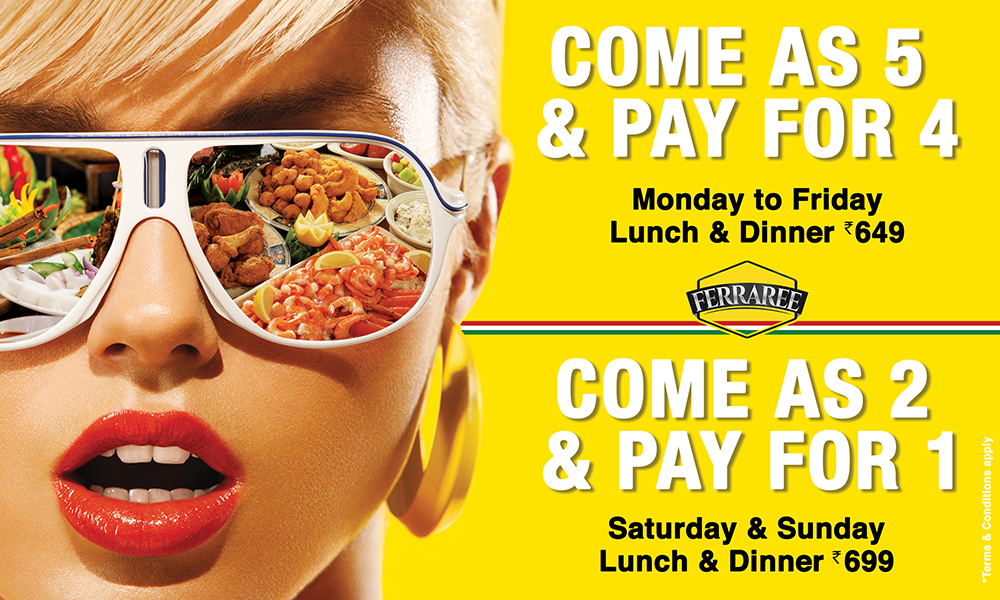 COME AS 5
& PAY FOR 4
Monday to Friday
Lunch & Dinner ₹649
FERRAREE
COME AS 2
& PAY FOR 1
Saturday & Sunday
Lunch & Dinner ₹699
*Terms & Conditions apply